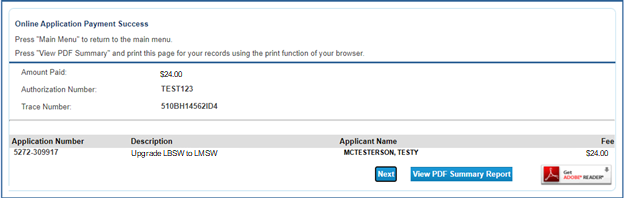 Online Application Payment Success
Press "Main Menu" to return to the main menu.
Press "View PDF Summary" and print this page for your records using the print function of your browser.
Amount Paid: $24.00
Authorization Number: TEST123
Trace Number: 510BH14562ID4
Application Number Description Applicant Name Fee
5272-309917 Upgrade LBSW to LMSW MCTESTERSON, TESTY $24.00
Next View PDF Summary Report Get ADOBE® READER®